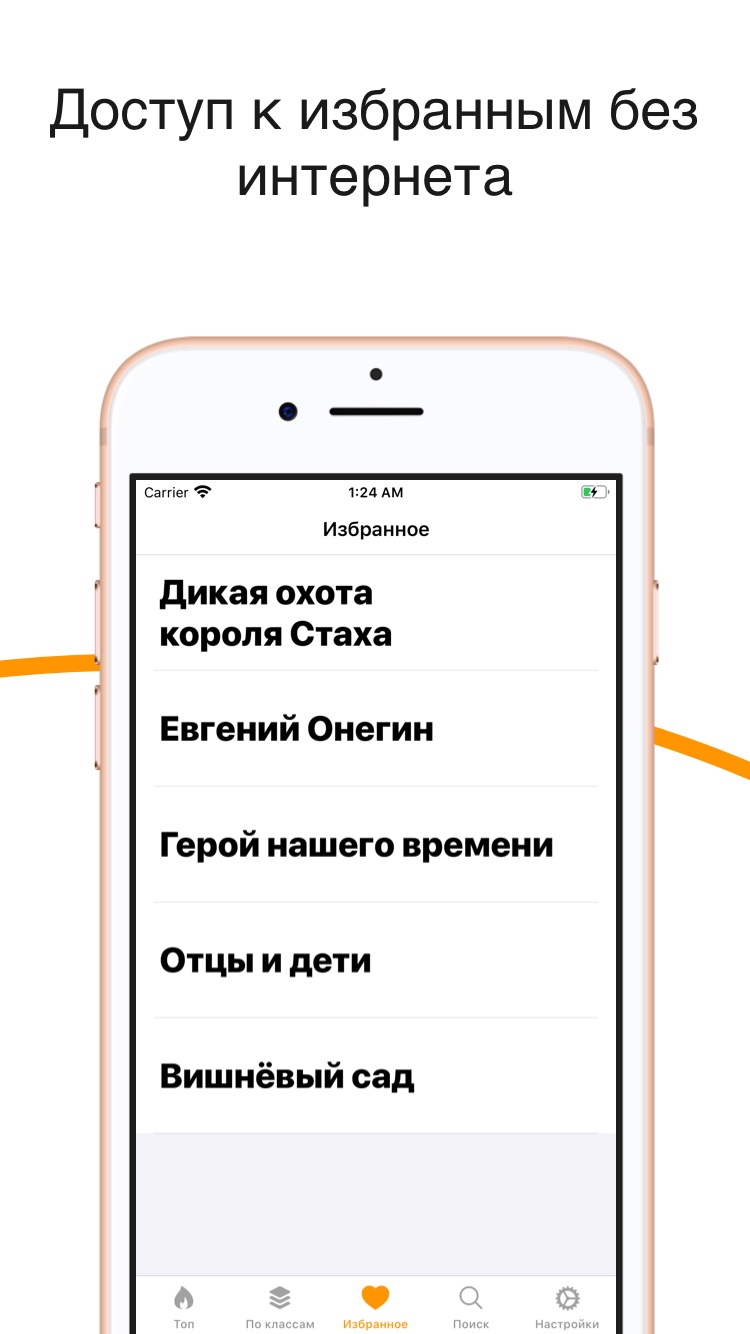 Доступ к избранным без
интернета
Carrier
1:24 AM
Избранное
Дикая охота
короля Стаха
Евгений Онегин
Герой нашего времени
Отцы и дети
Вишнёвый сад
Топ
По классам
Избранное
Поиск
Настройки